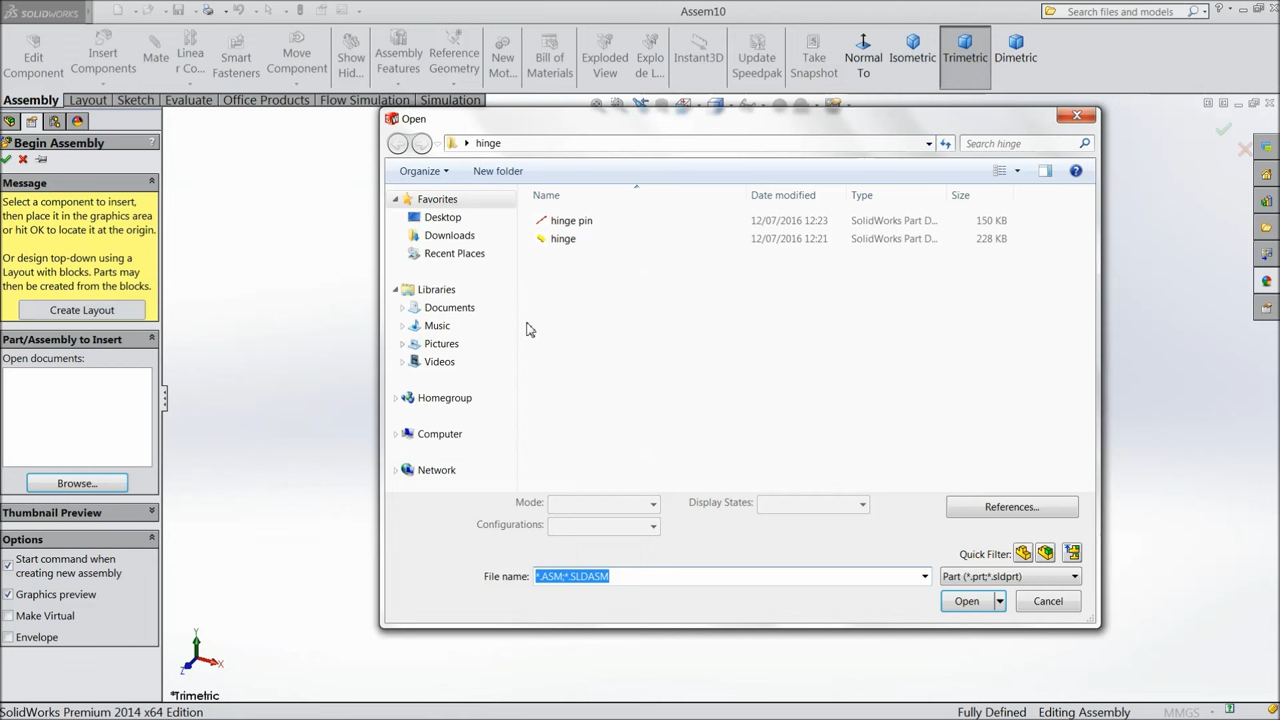 SOLIDWORKS
Assem10
Search files and models
Edit
Component
Insert
Components
Mate
Linea
r Co...
Smart
Fasteners
Move
Component
Show
Hid...
Assembly
Features
Reference
Geometry
New
Mot...
Bill of
Materials
Exploded
View
Explo
de L...
Instant3D
Update
Speedpak
Take
Snapshot
Normal
To
Isometric
Trimetric
Dimetric
Assembly Layout Sketch Evaluate Office Products Flow Simulation Simulation
Begin Assembly ?
Message
Select a component to insert,
then place it in the graphics area
or hit OK to locate it at the origin.
Or design top-down using a
Layout with blocks. Parts may
then be created from the blocks.
Create Layout
Part/Assembly to Insert
Open documents:
Browse...
Thumbnail Preview
Options
Start command when
creating new assembly
Graphics preview
Make Virtual
Envelope
Open
hinge
Search hinge
Organize New folder
Favorites
Desktop
Downloads
Recent Places
Libraries
Documents
Music
Pictures
Videos
Homegroup
Computer
Network
Name Date modified Type Size
hinge pin 12/07/2016 12:23 SolidWorks Part D... 150 KB
hinge 12/07/2016 12:21 SolidWorks Part D... 228 KB
Mode: Display States: References...
Configurations:
Quick Filter:
File name: *.ASM;*.SLDASM Part (*.prt;*.sldprt)
Open Cancel
Y
X
Z
*Trimetric
SolidWorks Premium 2014 x64 Edition Fully Defined Editing Assembly MMGS